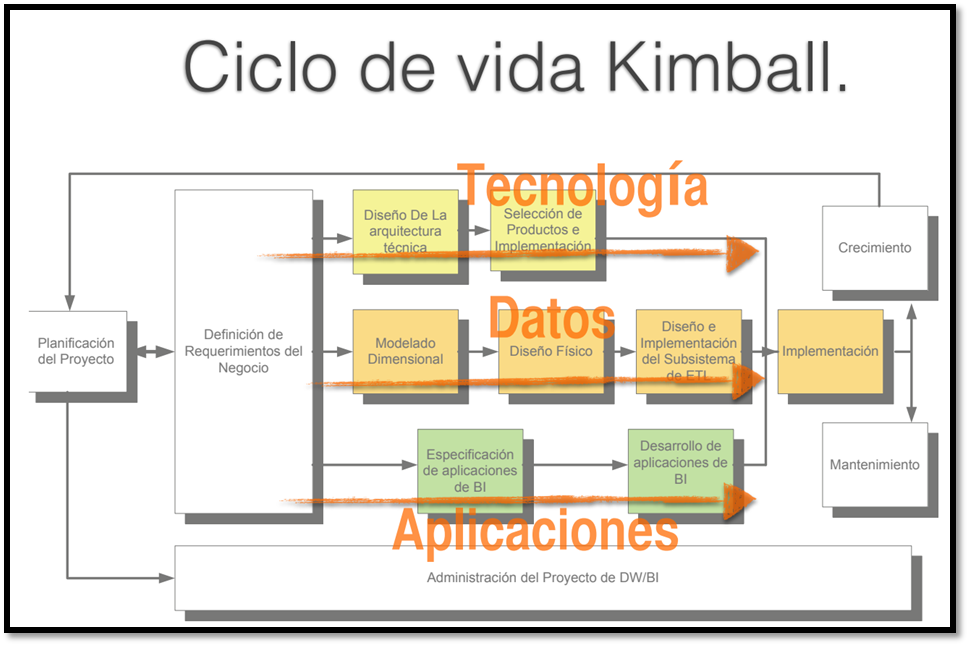 Ciclo de vida Kimball.
Tecnología
Diseño De La
arquitectura
técnica
Selección de
Productos e
Implementación
Crecimiento
Planificación
del Proyecto
Definición de
Requerimientos del
Negocio
Datos
Modelado
Dimensional
Diseño Físico
Diseño e
Implementación
del Subsistema
de ETL
Implementación
Especificación
de aplicaciones
de BI
Desarrollo de
aplicaciones de
BI
Mantenimiento
Aplicaciones
Administración del Proyecto de DW/BI